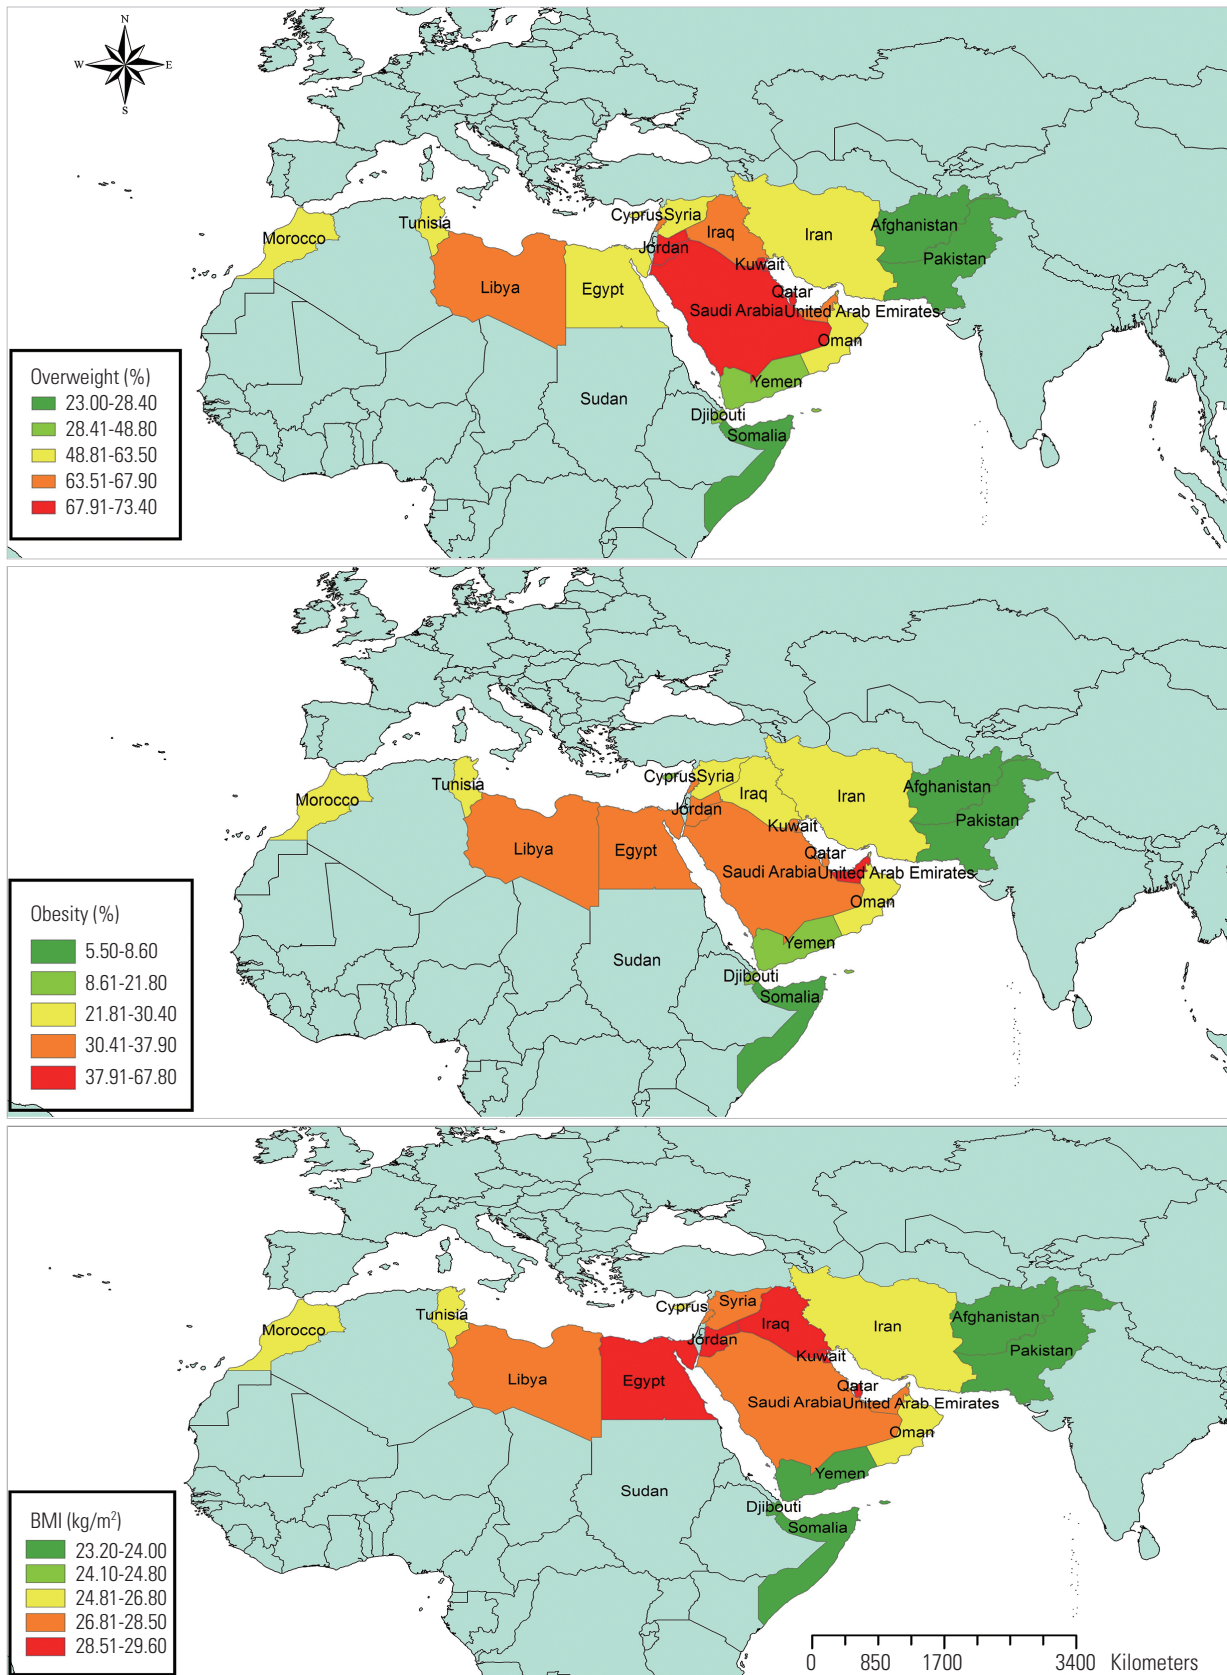 N
W E
S
Tunisia
Cyprus Syria
Morocco
Jordan
Iraq
Iran
Afghanistan
Pakistan
Kuwait
Libya
Egypt
Qatar
Saudi Arabia
United Arab Emirates
Oman
Yemen
Sudan
Djibouti
Somalia
Overweight (%)
23.00-28.40
28.41-48.80
48.81-63.50
63.51-67.90
67.91-73.40
Tunisia
Cyprus Syria
Morocco
Jordan
Iraq
Iran
Afghanistan
Pakistan
Kuwait
Libya
Egypt
Qatar
Saudi Arabia
United Arab Emirates
Oman
Yemen
Sudan
Djibouti
Somalia
Obesity (%)
5.50-8.60
8.61-21.80
21.81-30.40
30.41-37.90
37.91-67.80
Tunisia
Cyprus
Syria
Morocco
Jordan
Iraq
Iran
Afghanistan
Pakistan
Kuwait
Libya
Egypt
Qatar
Saudi Arabia
United Arab Emirates
Oman
Yemen
Sudan
Djibouti
Somalia
BMI (kg/m²)
23.20-24.00
24.10-24.80
24.81-26.80
26.81-28.50
28.51-29.60
0 850 1700 3400 Kilometers